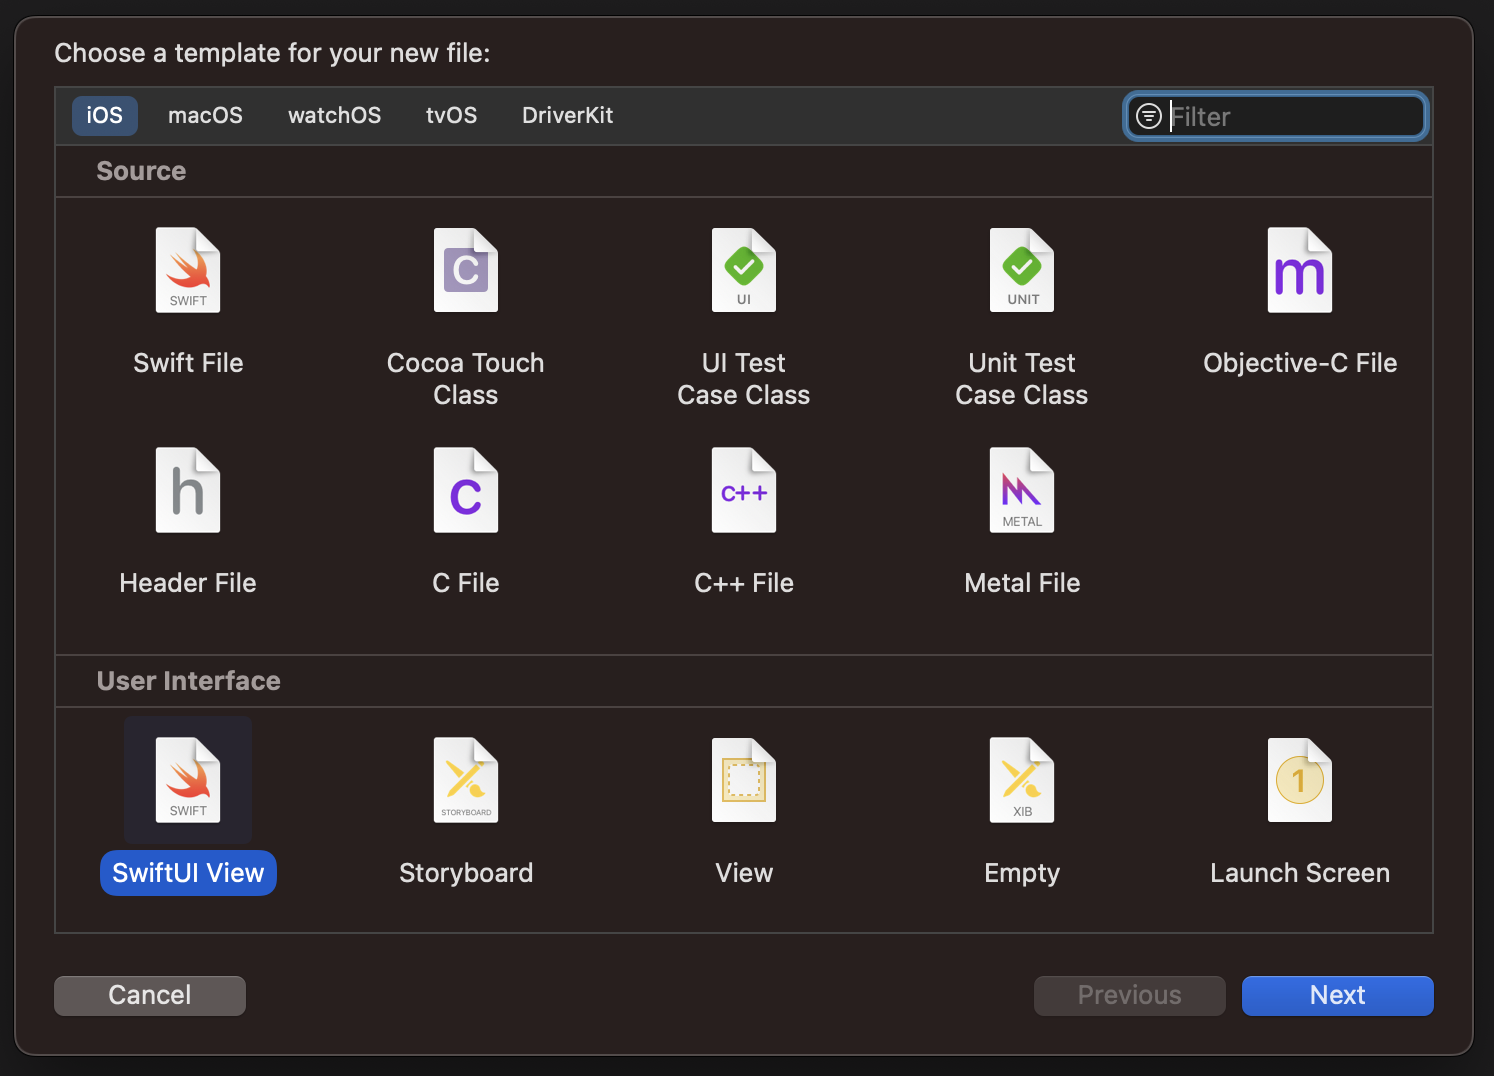 Choose a template for your new file:
iOS macOS watchOS tvOS DriverKit Filter
Source
SWIFT C UI UNIT m
Swift File Cocoa Touch Class UI Test Case Class Unit Test Case Class Objective-C File
h C C++ METAL
Header File C File C++ File Metal File
User Interface
SWIFT STORYBOARD XIB 1
SwiftUI View Storyboard View Empty Launch Screen
Cancel Previous Next